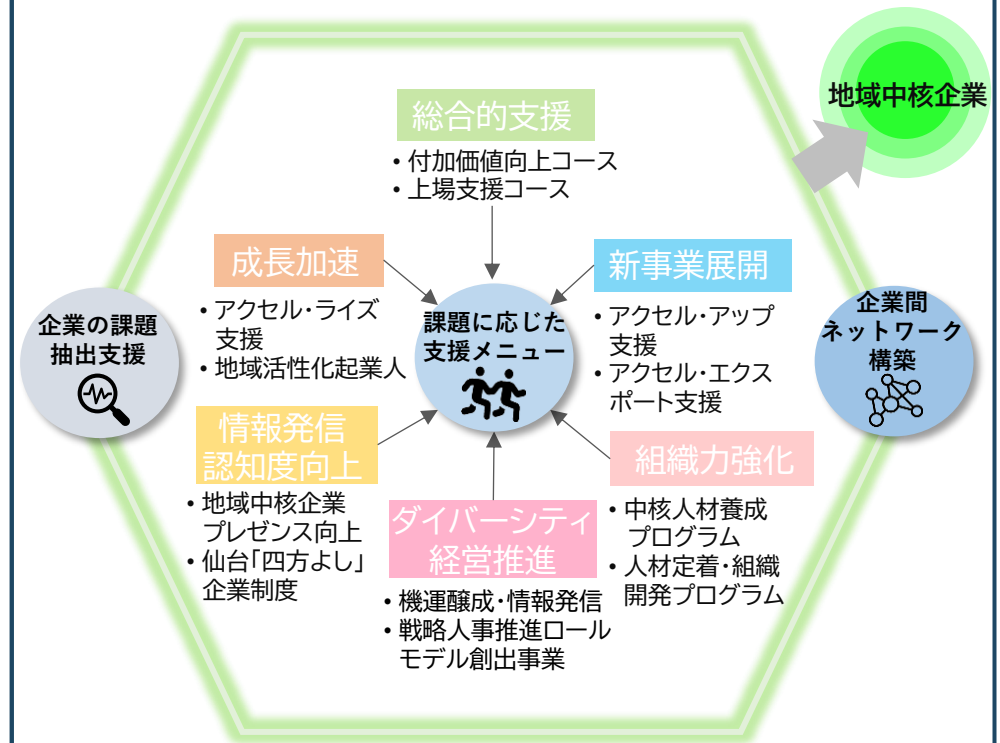 地域中核企業
総合的支援
・付加価値向上コース
・上場支援コース
成長加速
・アクセル・ライズ
支援
・地域活性化起業人
新事業展開
・アクセル・アップ
支援
・アクセル・エクス
ポート支援
企業の課題
抽出支援
課題に応じた
支援メニュー
企業間
ネットワーク
構築
情報発信
認知度向上
・地域中核企業
プレゼンス向上
・仙台「四方よし」
企業制度
組織力強化
・中核人材養成
プログラム
・人材定着・組織
開発プログラム
ダイバーシティ
経営推進
・機運醸成・情報発信
・戦略人事推進ロール
モデル創出事業